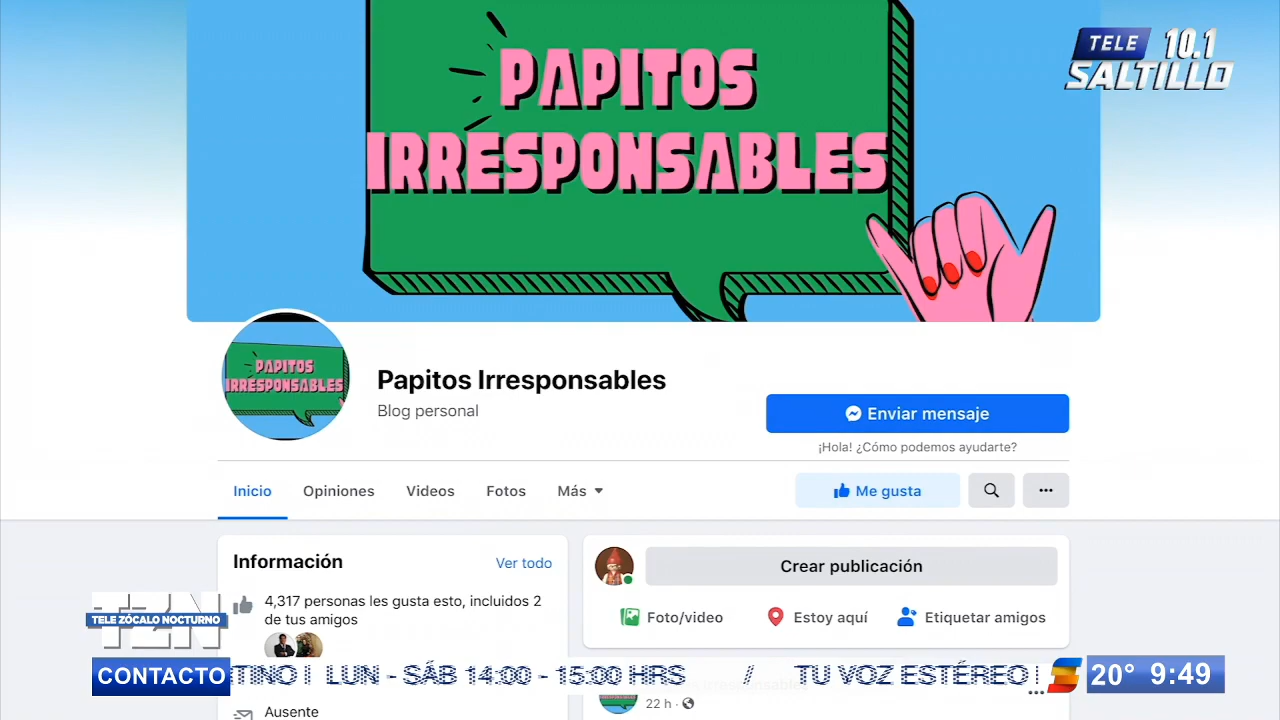 PAPITOS
IRRESPONSABLES
TELE 10.1
SALTILLO
PAPITOS
IRRESPONSABLES
Papitos Irresponsables
Blog personal
Enviar mensaje
¡Hola! ¿Cómo podemos ayudarte?
Inicio Opiniones Videos Fotos Más
Me gusta
...
Información Ver todo
4,317 personas les gusta esto, incluidos 2
de tus amigos
Ausente
Crear publicación
Foto/video Estoy aquí Etiquetar amigos
22 h ·
...
TZN
TELE ZÓCALO NOCTURNO
CONTACTO TINO | LUN - SÁB 14:00 - 15:00 HRS / TU VOZ ESTÉREO |
20° 9:49